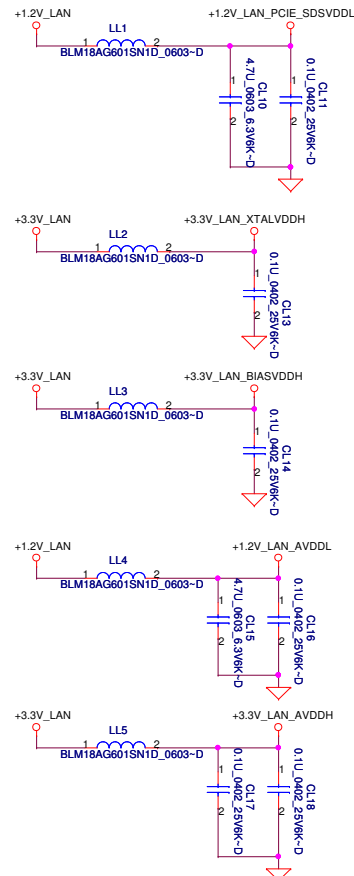 +1.2V_LAN
+1.2V_LAN_PCIE_SDSVDDL
LL1
1
2
BLM18AG601SN1D_0603~D
1
2
CL10
4.7U_0603_6.3V6K~D
1
2
CL11
0.1U_0402_25V6K~D
+3.3V_LAN
+3.3V_LAN_XTALVDDH
LL2
1
2
BLM18AG601SN1D_0603~D
1
2
CL13
0.1U_0402_25V6K~D
+3.3V_LAN
+3.3V_LAN_BIASVDDH
LL3
1
2
BLM18AG601SN1D_0603~D
1
2
CL14
0.1U_0402_25V6K~D
+1.2V_LAN
+1.2V_LAN_AVDDL
LL4
1
2
BLM18AG601SN1D_0603~D
1
2
CL15
4.7U_0603_6.3V6K~D
1
2
CL16
0.1U_0402_25V6K~D
+3.3V_LAN
+3.3V_LAN_AVDDH
LL5
1
2
BLM18AG601SN1D_0603~D
1
2
CL17
0.1U_0402_25V6K~D
1
2
CL18
0.1U_0402_25V6K~D